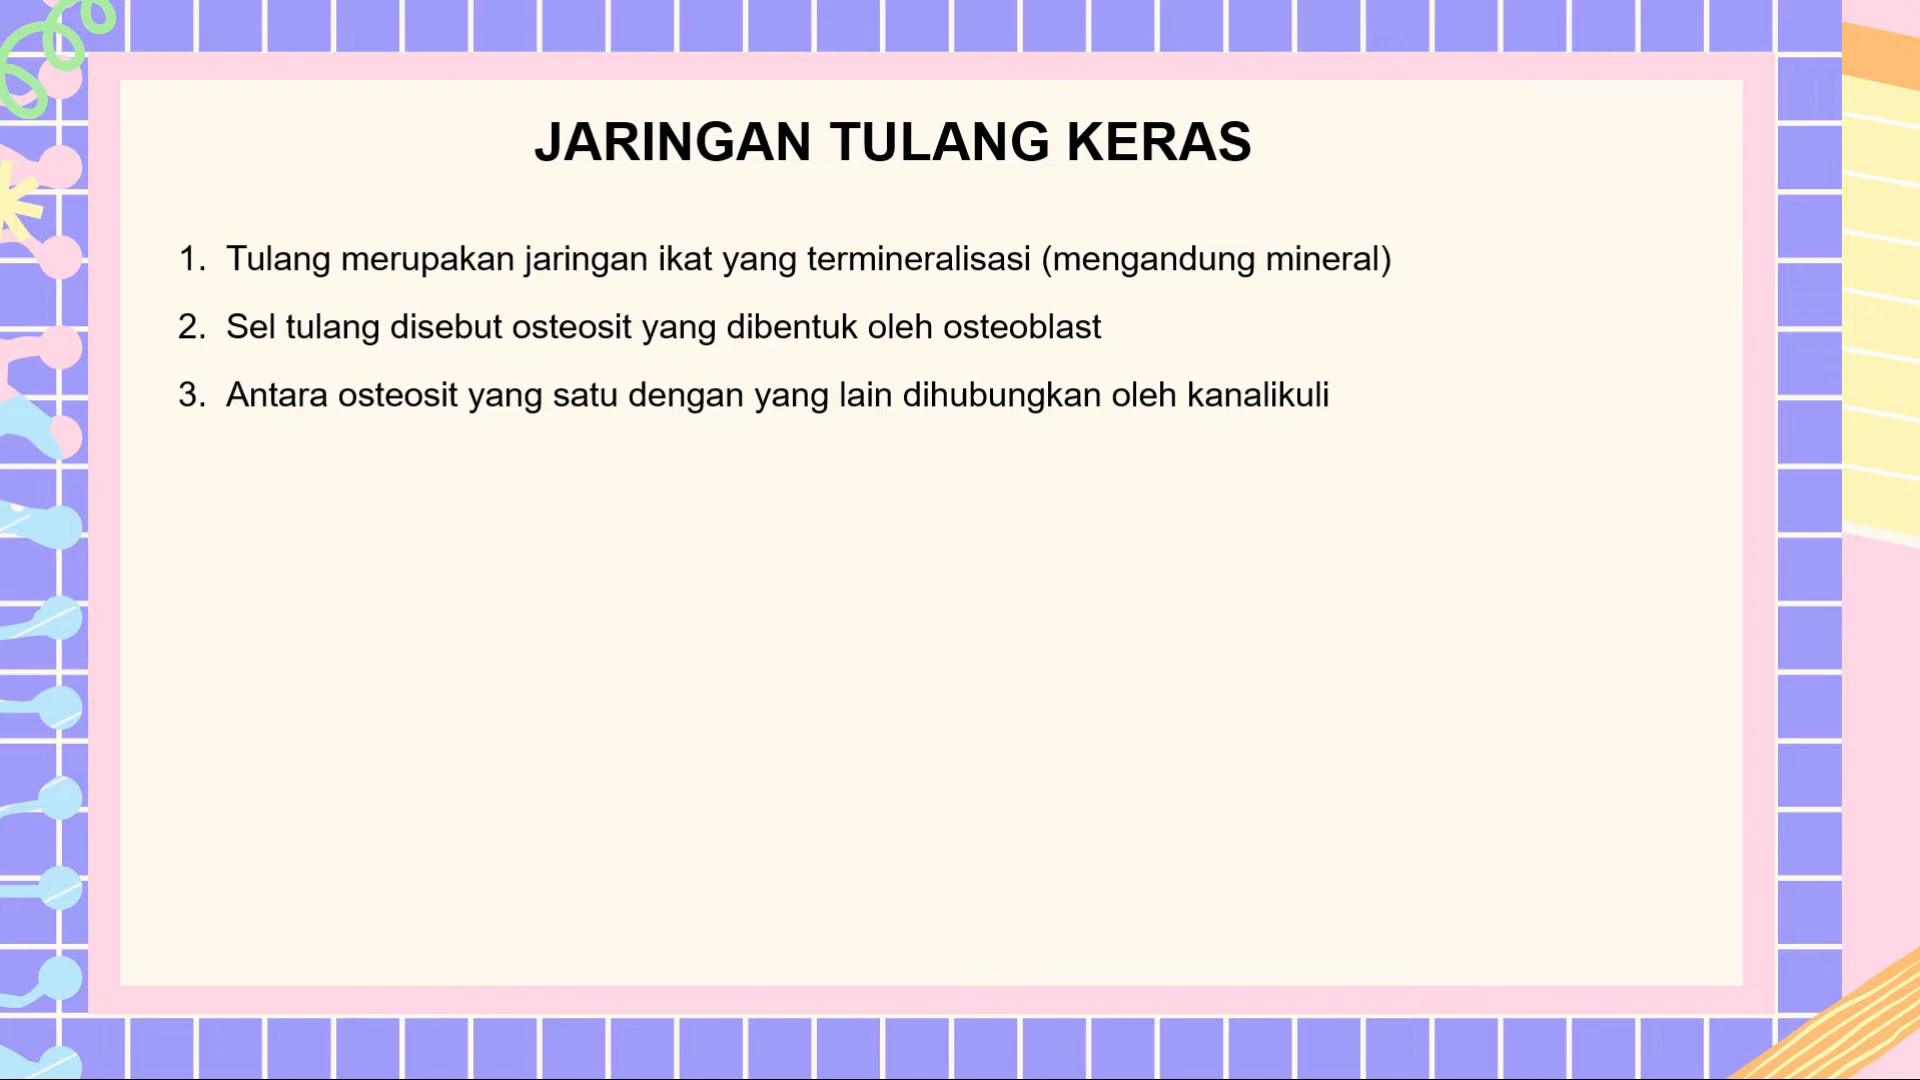 JARINGAN TULANG KERAS
1. Tulang merupakan jaringan ikat yang termineralisasi (mengandung mineral)
2. Sel tulang disebut osteosit yang dibentuk oleh osteoblast
3. Antara osteosit yang satu dengan yang lain dihubungkan oleh kanalikuli